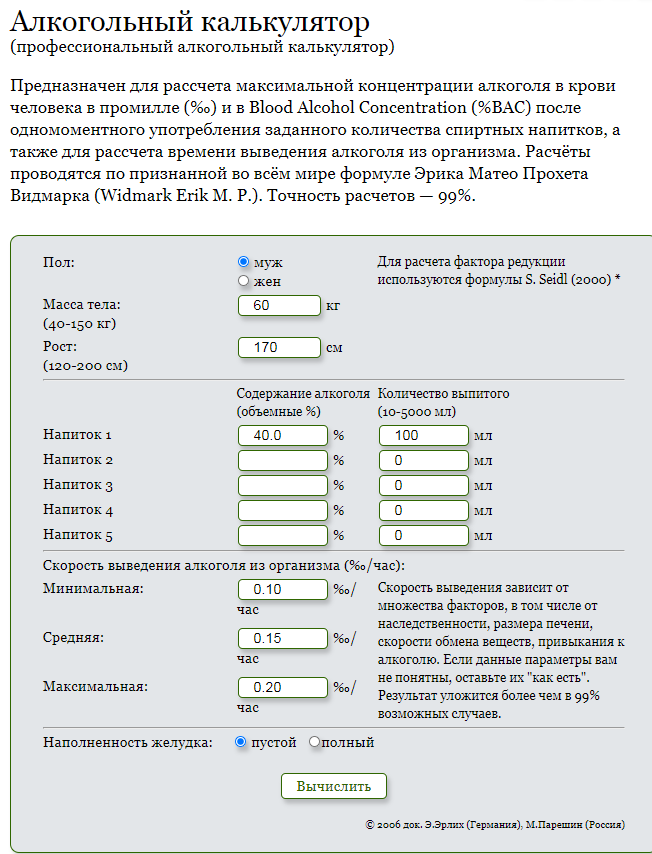 Алкогольный калькулятор
(профессиональный алкогольный калькулятор)
Предназначен для рассчета максимальной концентрации алкоголя в крови
человека в промилле (‰) и в Blood Alcohol Concentration (%BAC) после
одномоментного употребления заданного количества спиртных напитков, а
также для рассчета времени выведения алкоголя из организма. Расчёты
проводятся по признанной во всём мире формуле Эрика Матео Прохета
Видмарка (Widmark Erik M. P.). Точность расчетов — 99%.
Пол:
муж
жен
Для расчета фактора редукции
используются формулы S. Seidl (2000) *
Масса тела:
(40-150 кг)
60 кг
Рост:
(120-200 см)
170 см
Содержание алкоголя
(объемные %)
Количество выпитого
(10-5000 мл)
Напиток 1 40.0 % 100 мл
Напиток 2 % 0 мл
Напиток 3 % 0 мл
Напиток 4 % 0 мл
Напиток 5 % 0 мл
Скорость выведения алкоголя из организма (‰/час):
Минимальная: 0.10 ‰/
час
Средняя: 0.15 ‰/
час
Максимальная: 0.20 ‰/
час
Скорость выведения зависит от
множества факторов, в том числе от
наследственности, размера печени,
скорости обмена веществ, привыкания к
алкоголю. Если данные параметры вам
не понятны, оставьте их "как есть".
Результат уложится более чем в 99%
возможных случаев.
Наполненность желудка: пустой полный
Вычислить
© 2006 док. Э.Эрлих (Германия), М.Парешин (Россия)